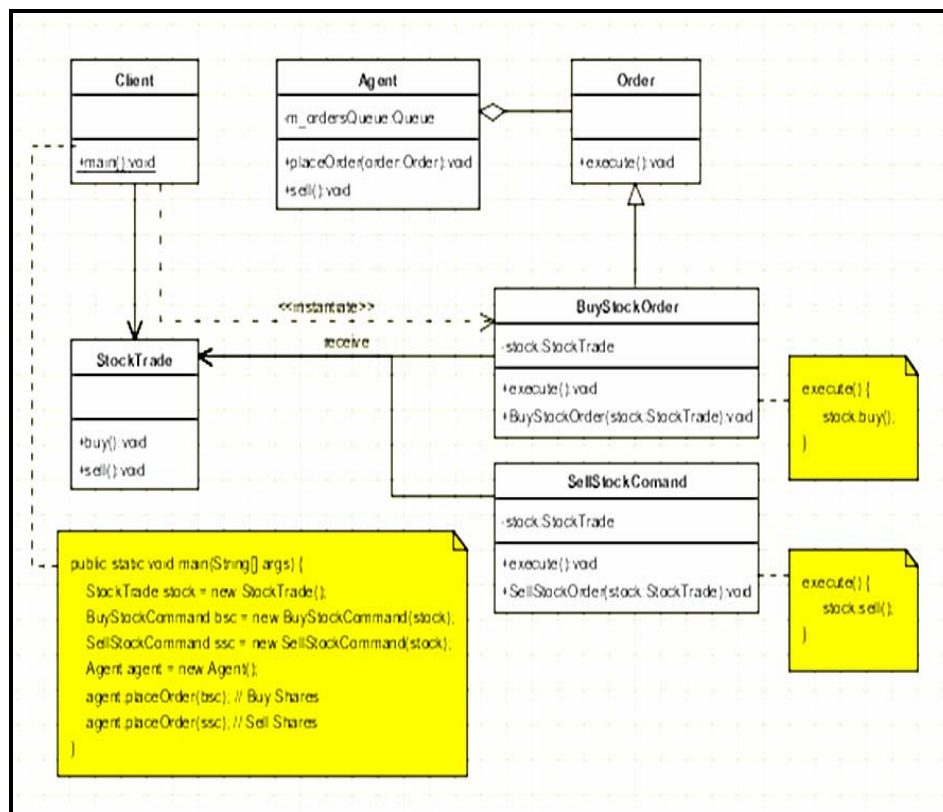 Client
+main():void
Agent
-m_ordersQueue:Queue
+placeOrder(order:Order):void
+sell():void
Order
+execute():void
<<instantiate>>
receive
StockTrade
+buy():void
+sell():void
BuyStockOrder
-stock:StockTrade
+execute():void
+BuyStockOrder(stock:StockTrade):void
execute() {
stock.buy();
}
SellStockComand
-stock:StockTrade
+execute():void
+SellStockOrder(stock:StockTrade):void
execute() {
stock.sell();
}
public static void main(String[] args) {
StockTrade stock = new StockTrade();
BuyStockCommand bsc = new BuyStockCommand(stock);
SellStockCommand ssc = new SellStockCommand(stock);
Agent agent = new Agent();
agent.placeOrder(bsc); // Buy Shares
agent.placeOrder(ssc); // Sell Shares
}